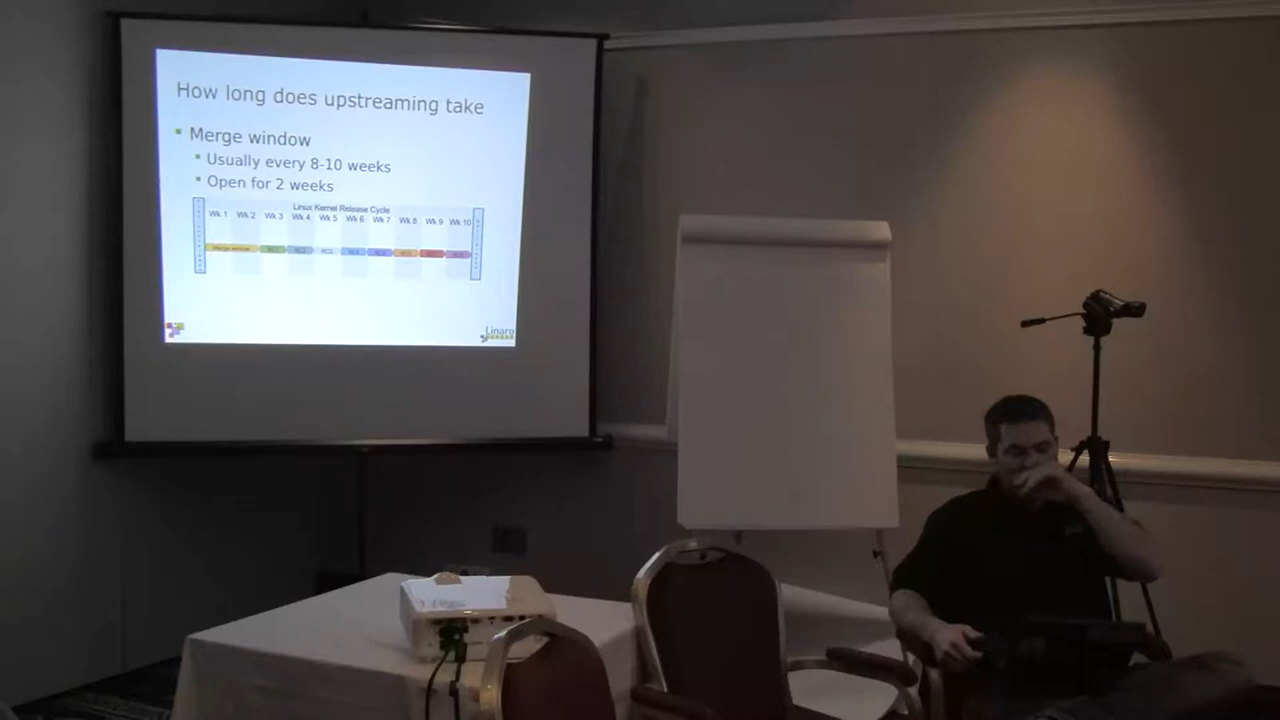 How long does upstreaming take
Merge window
Usually every 8-10 weeks
Open for 2 weeks
Linux Kernel Release Cycle
Wk 1 Wk 2 Wk 3 Wk 4 Wk 5 Wk 6 Wk 7 Wk 8 Wk 9 Wk 10
Merge window
Linaro